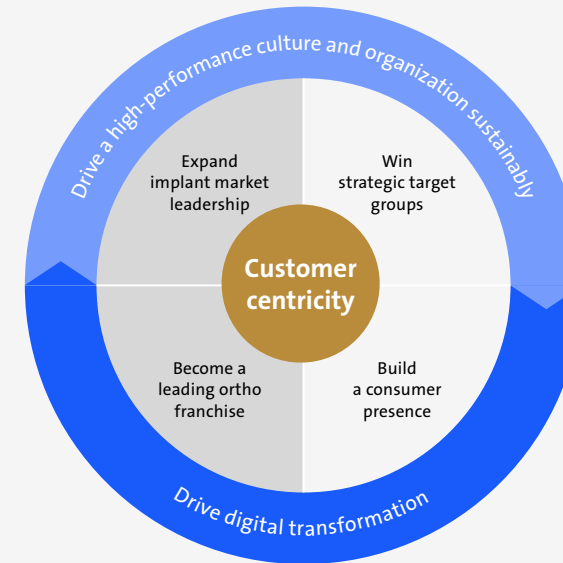 Drive a high-performance culture and organization sustainably
Expand
implant market
leadership
Win
strategic target
groups
Customer
centricity
Become a
leading ortho
franchise
Build
a consumer
presence
Drive digital transformation